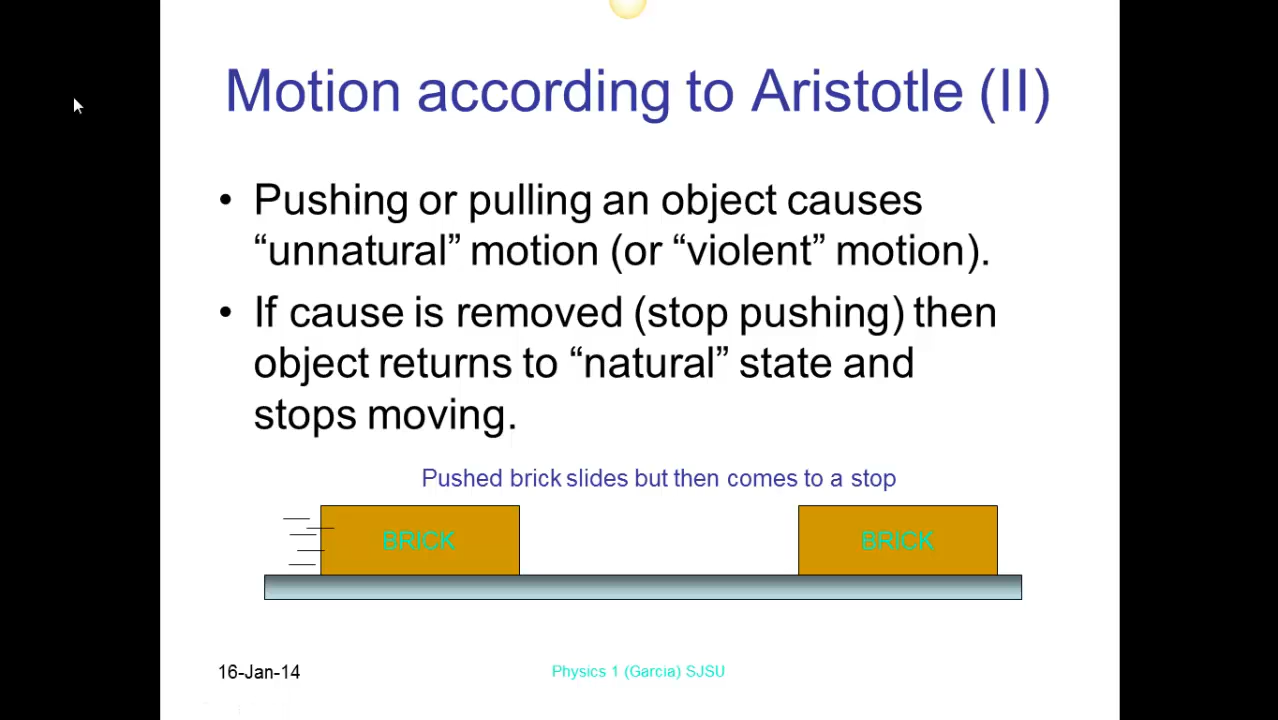 Motion according to Aristotle (II)
• Pushing or pulling an object causes
“unnatural” motion (or “violent” motion).
• If cause is removed (stop pushing) then
object returns to “natural” state and
stops moving.
Pushed brick slides but then comes to a stop
BRICK BRICK
16-Jan-14 Physics 1 (Garcia) SJSU